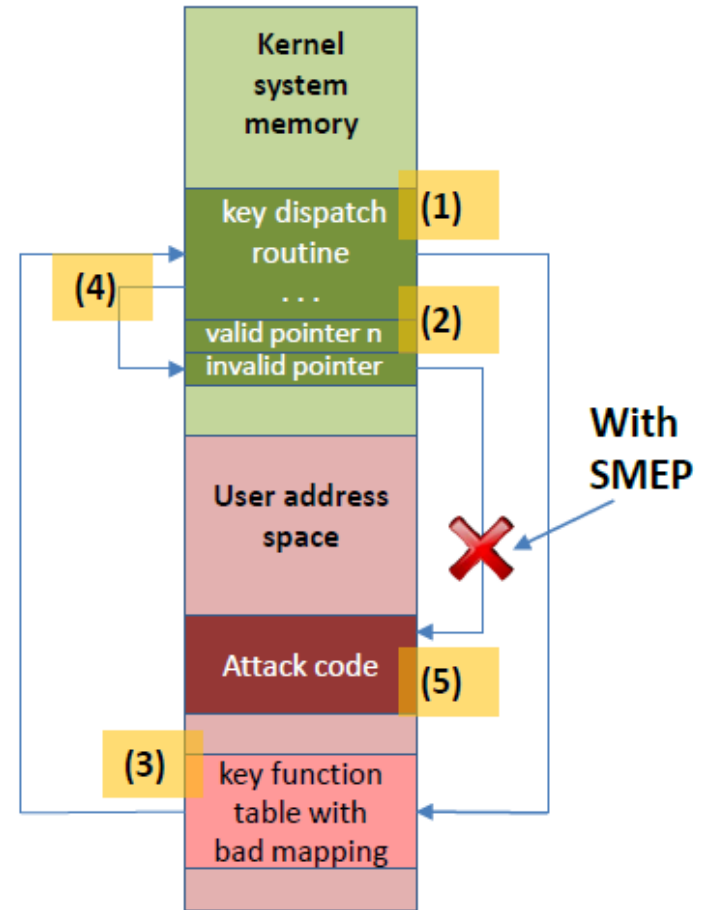 Kernel
system
memory
key dispatch
routine
. . .
(1)
(4)
(2)
valid pointer n
invalid pointer
With
SMEP
User address
space
Attack code
(5)
(3)
key function
table with
bad mapping